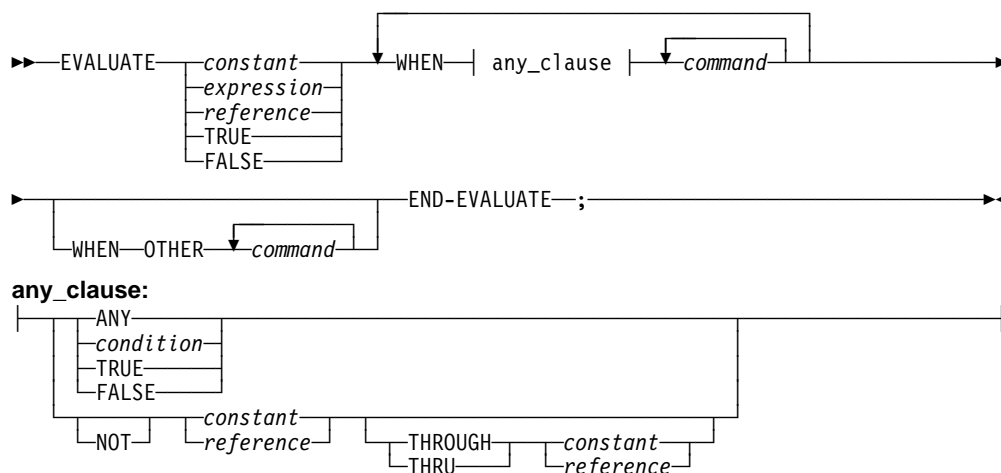 EVALUATE constant WHEN any_clause command
expression
reference
TRUE
FALSE
END-EVALUATE ;
WHEN OTHER command
any_clause:
ANY
condition
TRUE
FALSE
NOT constant
reference THROUGH constant
THRU reference